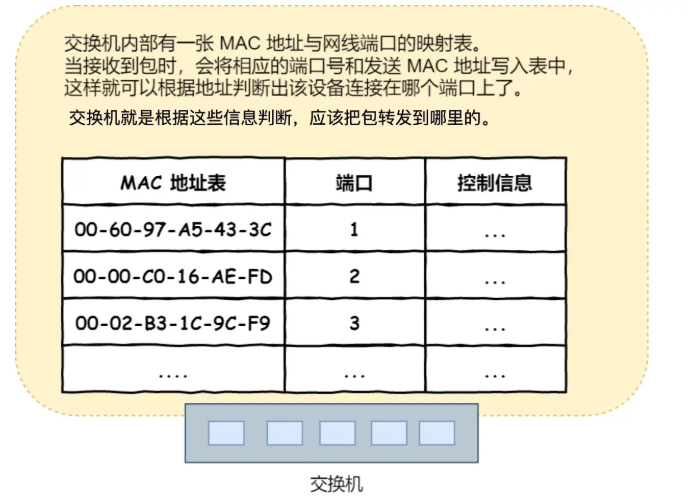 交换机内部有一张 MAC 地址与网线端口的映射表。
当接收到包时，会将相应的端口号和发送 MAC 地址写入表中，
这样就可以根据地址判断出该设备连接在哪个端口上了。
交换机就是根据这些信息判断，应该把包转发到哪里的。
MAC 地址表 端口 控制信息
00-60-97-A5-43-3C 1 ...
00-00-C0-16-AE-FD 2 ...
00-02-B3-1C-9C-F9 3 ...
.... ... ...
交换机